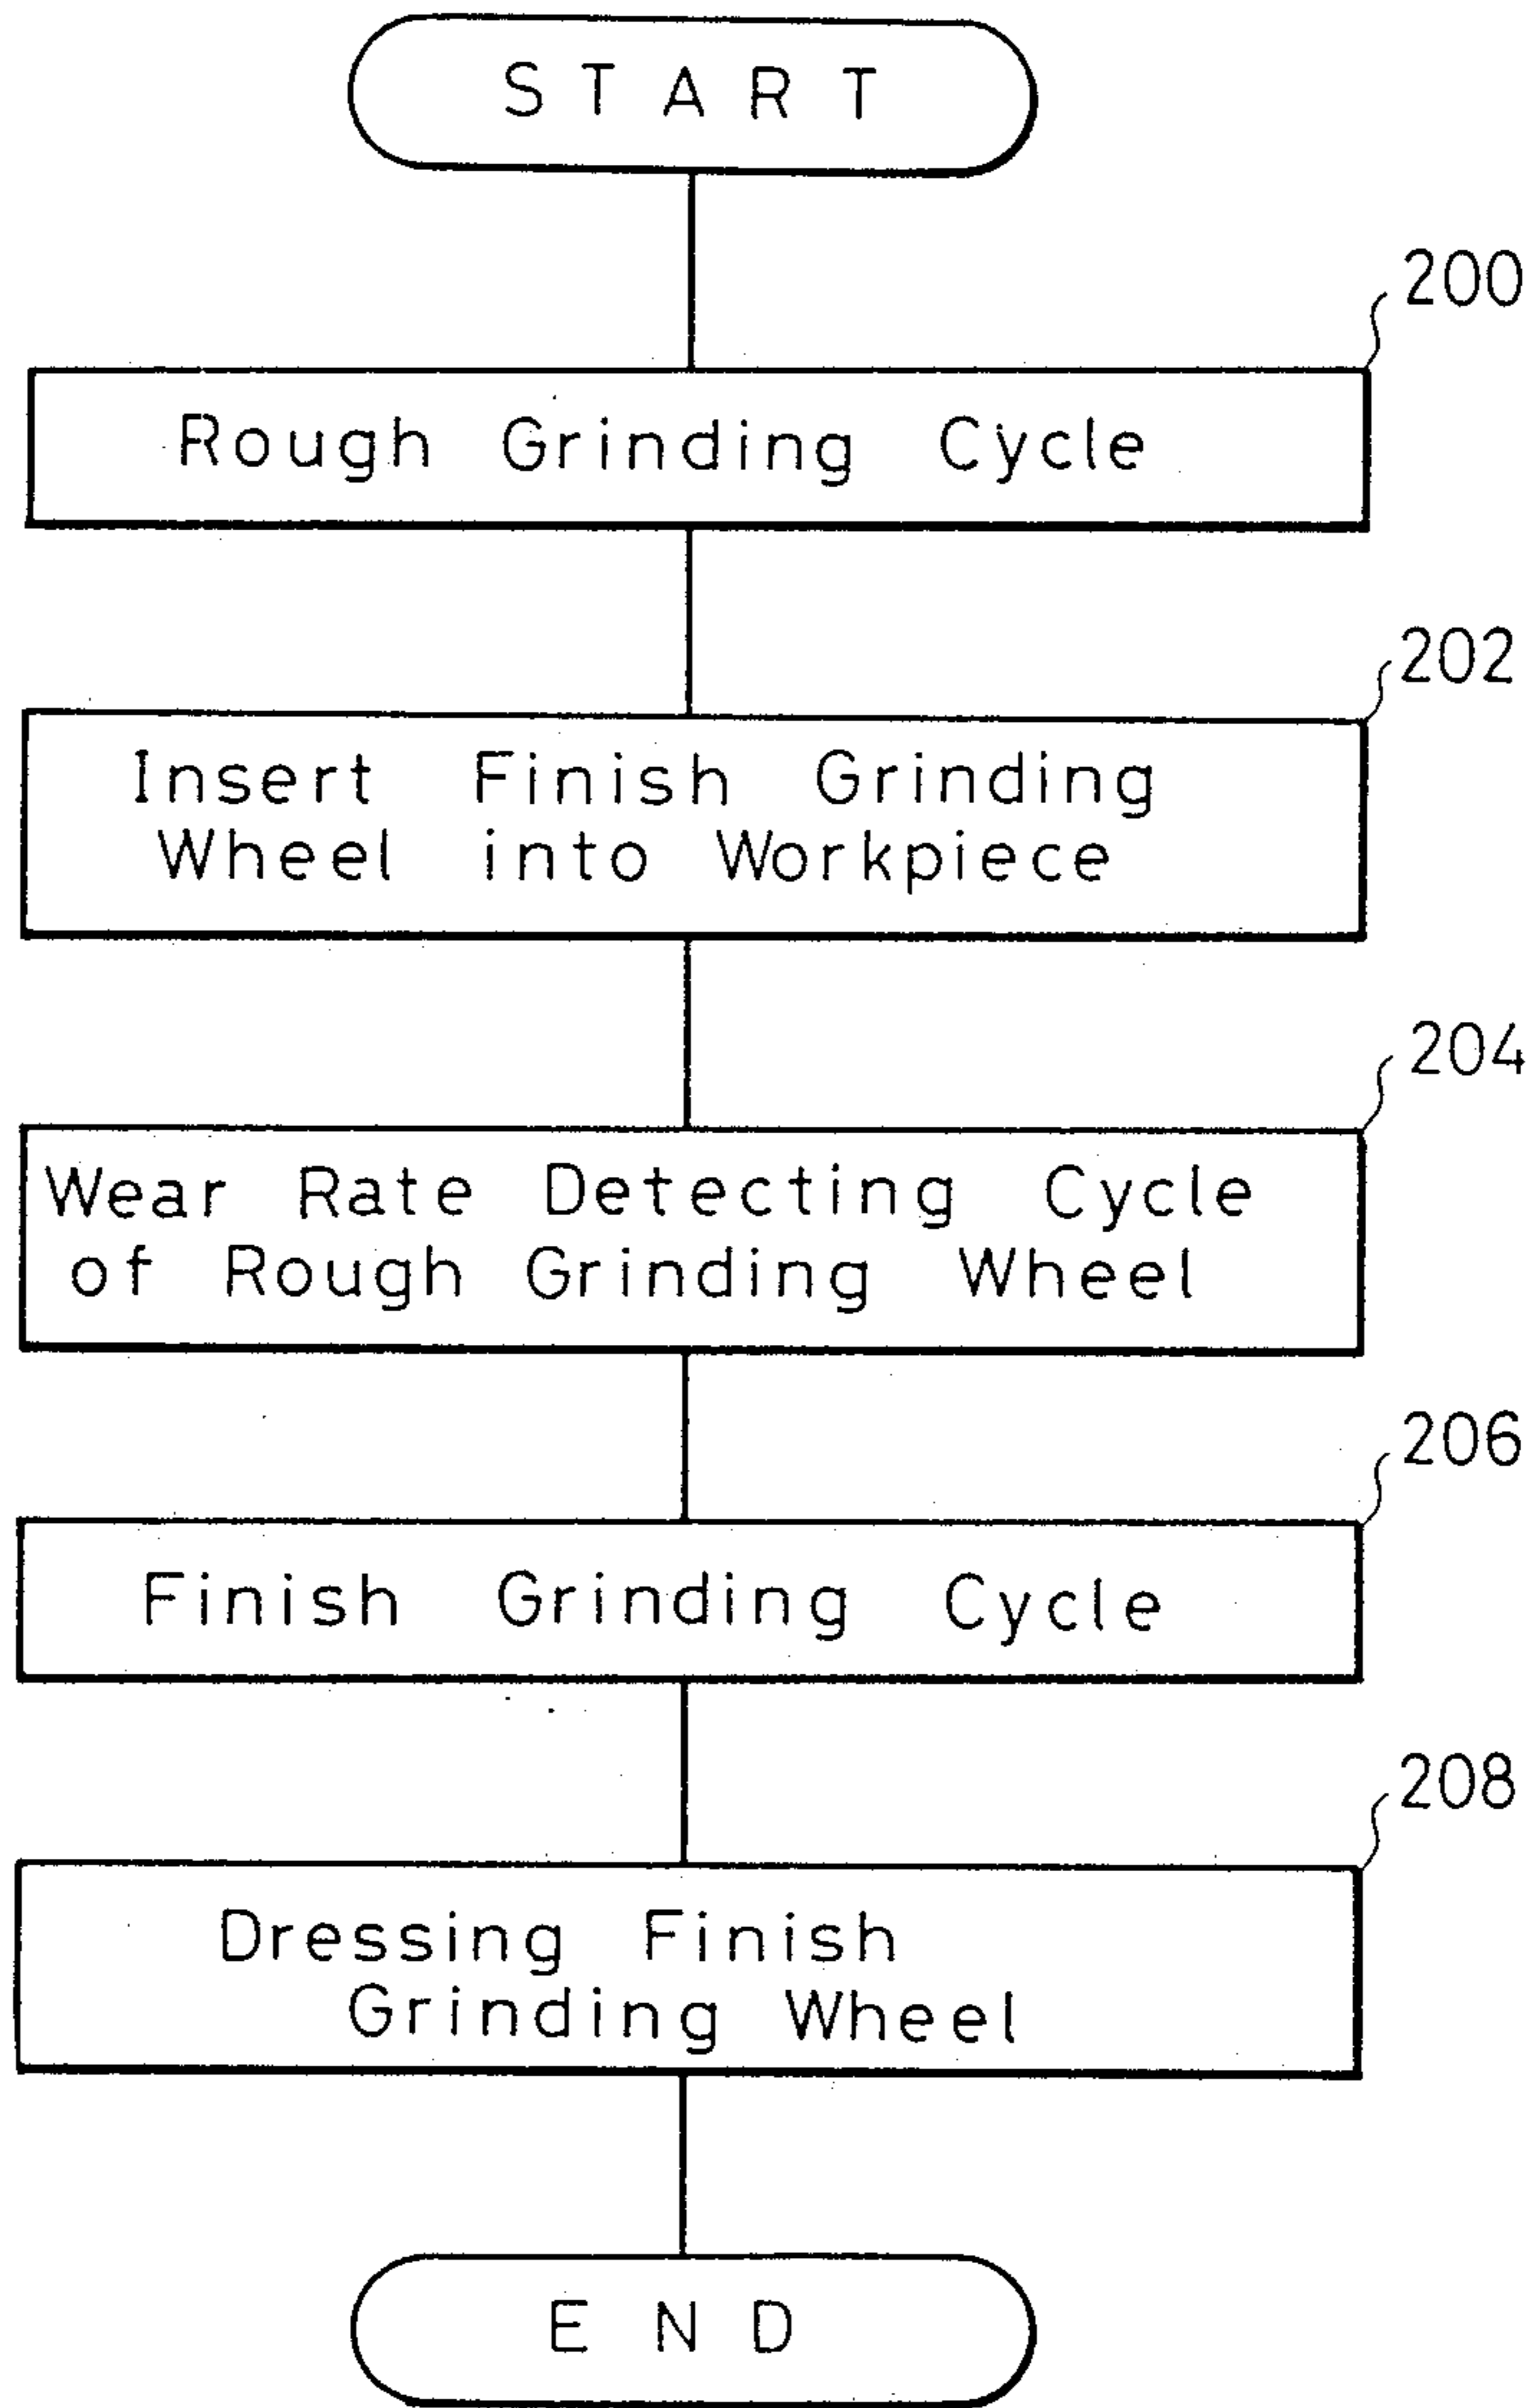 START
200
Rough Grinding Cycle
202
Insert Finish Grinding
Wheel into Workpiece
204
Wear Rate Detecting Cycle
of Rough Grinding Wheel
206
Finish Grinding Cycle
208
Dressing Finish
Grinding Wheel
END